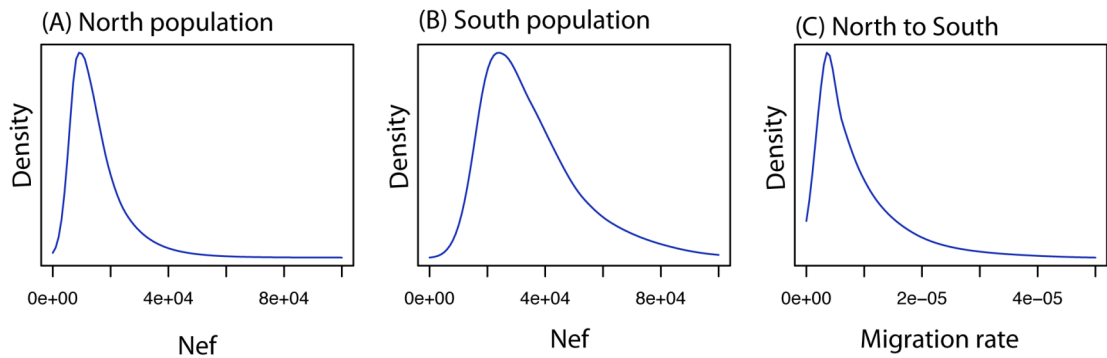 (A) North population
Density
0e+00 4e+04 8e+04
Nef
(B) South population
Density
0e+00 4e+04 8e+04
Nef
(C) North to South
Density
0e+00 2e-05 4e-05
Migration rate